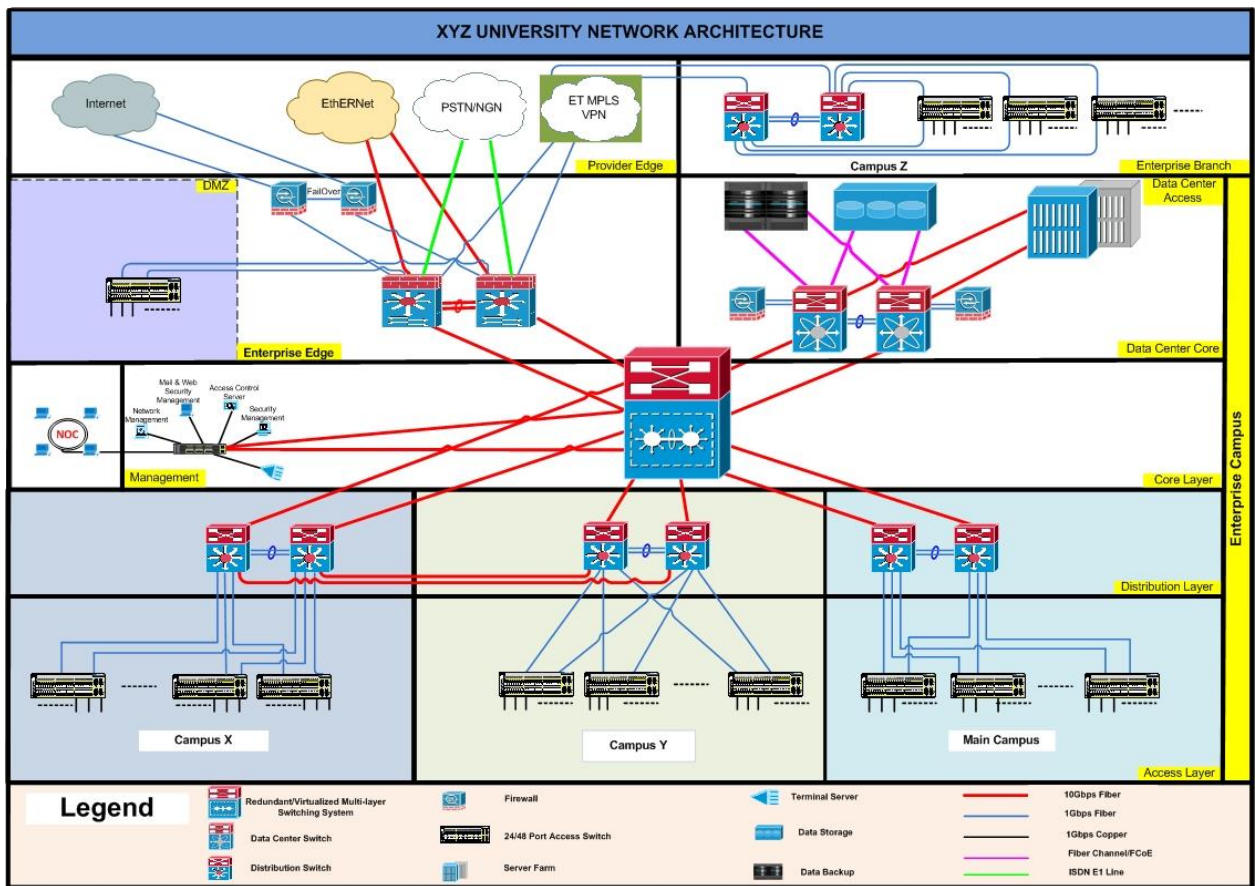 XYZ UNIVERSITY NETWORK ARCHITECTURE
Internet
EthERNet
PSTN/NGN
ET MPLS
VPN
Provider Edge
Campus Z
Enterprise Branch
DMZ
FailOver
Enterprise Edge
Data Center
Access
Data Center Core
NOC
Mail & Web
Security
Management
Access Control
Server
Network
Management
Security
Management
Management
Core Layer
Enterprise Campus
Distribution Layer
Campus X
Campus Y
Main Campus
Access Layer
Legend
Redundant/Virtualized Multi-layer
Switching System
Data Center Switch
Distribution Switch
Firewall
24/48 Port Access Switch
Server Farm
Terminal Server
Data Storage
Data Backup
10Gbps Fiber
1Gbps Fiber
1Gbps Copper
Fiber Channel/FCoE
ISDN E1 Line